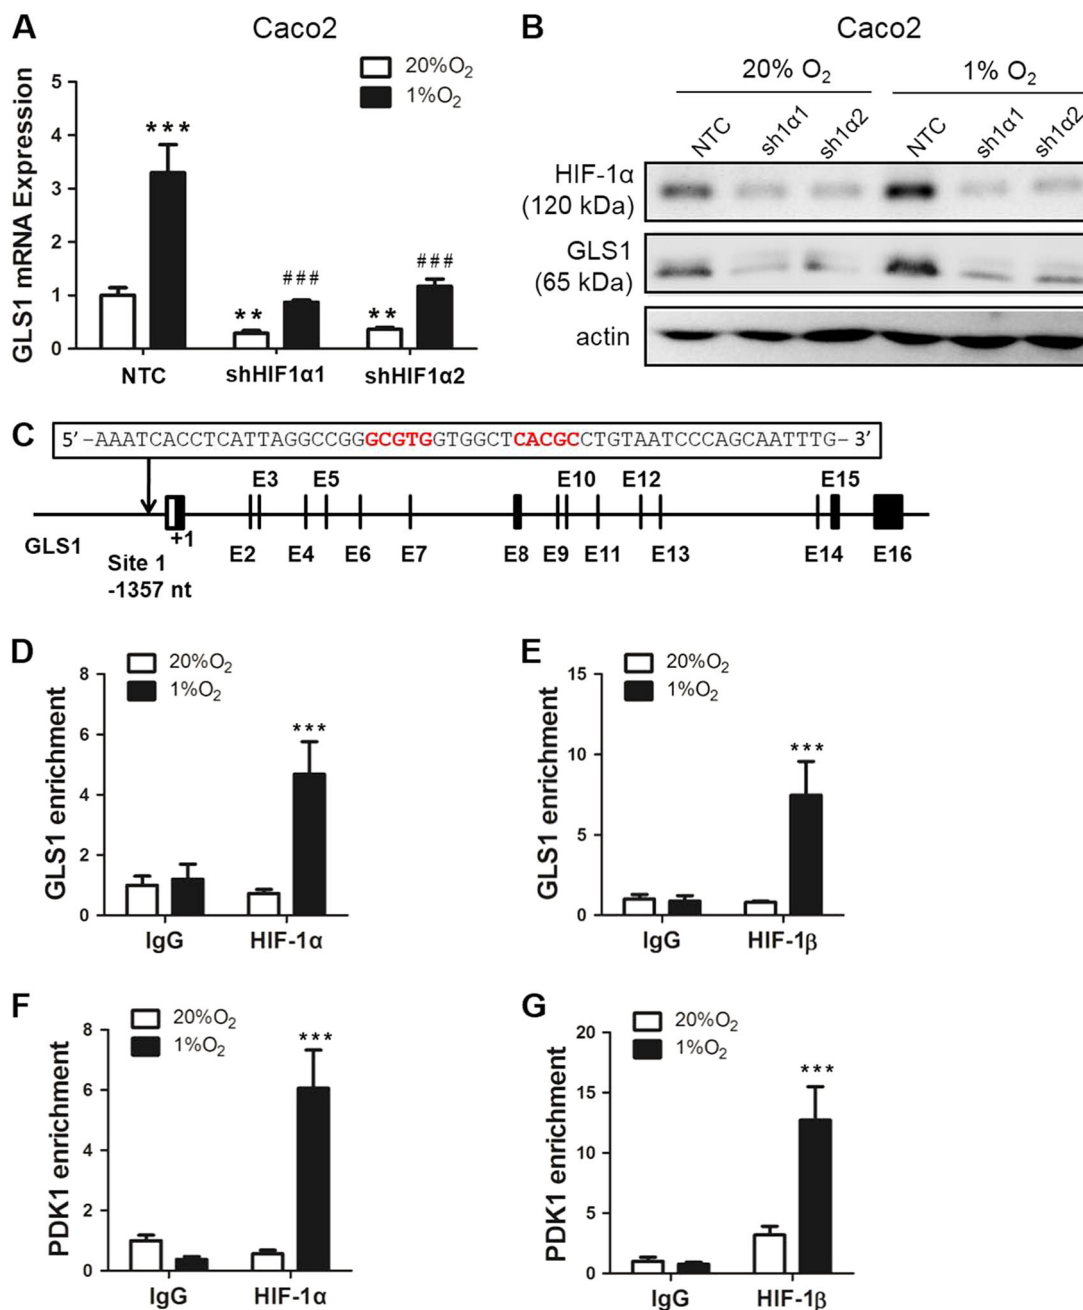 A
Caco2
20%O₂
1%O₂
GLS1 mRNA Expression
5
4
3
2
1
0
***
**
###
**
###
NTC
shHIF1α1
shHIF1α2
B
Caco2
20% O₂
1% O₂
NTC
sh1α1
sh1α2
NTC
sh1α1
sh1α2
HIF-1α
(120 kDa)
GLS1
(65 kDa)
actin
C
5’ –AAATCACCTCATTAGGCCGGGCGTGGTGGCTCACGCCTGTAATCCCAGCAATTTG– 3’
E3
E5
E10
E12
E15
GLS1
+1
E2
E4
E6
E7
E8
E9
E11
E13
E14
E16
Site 1
-1357 nt
D
20%O₂
1%O₂
GLS1 enrichment
8
6
4
2
0
***
IgG
HIF-1α
E
20%O₂
1%O₂
GLS1 enrichment
15
10
5
0
***
IgG
HIF-1β
F
20%O₂
1%O₂
PDK1 enrichment
8
6
4
2
0
***
IgG
HIF-1α
G
20%O₂
1%O₂
PDK1 enrichment
20
15
10
5
0
***
IgG
HIF-1β